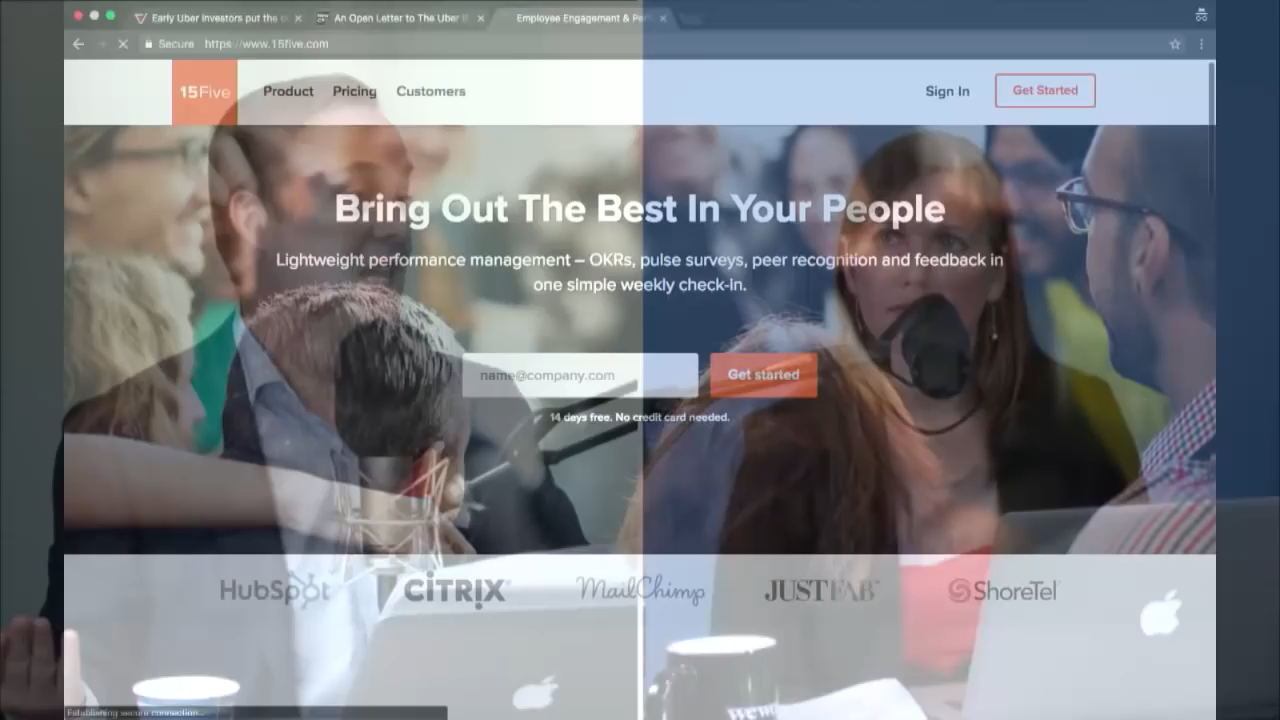 Early Uber investors put the
An Open Letter to The Uber
Employee Engagement &
Secure https://www.15five.com
15Five
Product Pricing Customers
Sign In
Get Started
Bring Out The Best In Your People
Lightweight performance management – OKRs, pulse surveys, peer recognition and feedback in
one simple weekly check-in.
name@company.com
Get started
14 days free. No credit card needed.
HubSpot CITRIX MailChimp JUSTFAB ShoreTel
Establishing secure connection...